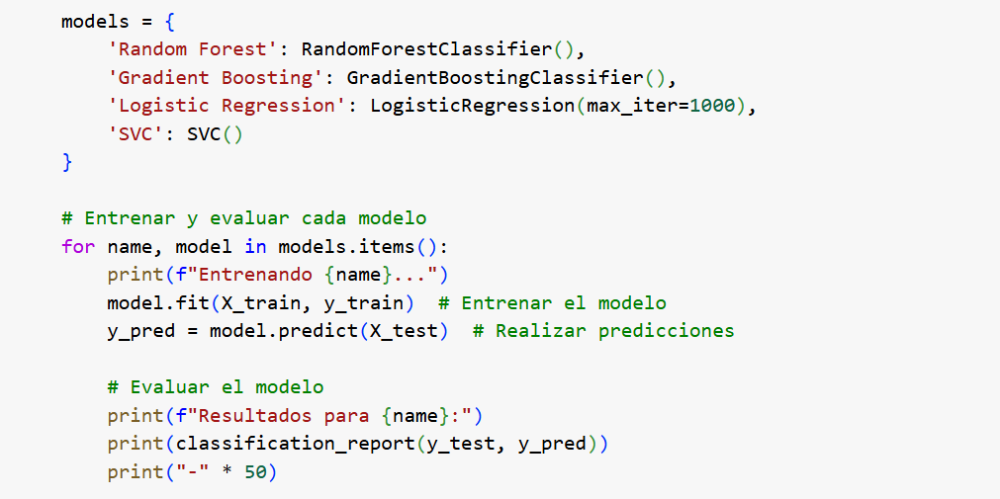 models = {
    'Random Forest': RandomForestClassifier(),
    'Gradient Boosting': GradientBoostingClassifier(),
    'Logistic Regression': LogisticRegression(max_iter=1000),
    'SVC': SVC()
}

# Entrenar y evaluar cada modelo
for name, model in models.items():
    print(f"Entrenando {name}...")
    model.fit(X_train, y_train)  # Entrenar el modelo
    y_pred = model.predict(X_test)  # Realizar predicciones

    # Evaluar el modelo
    print(f"Resultados para {name}:")
    print(classification_report(y_test, y_pred))
    print("-" * 50)